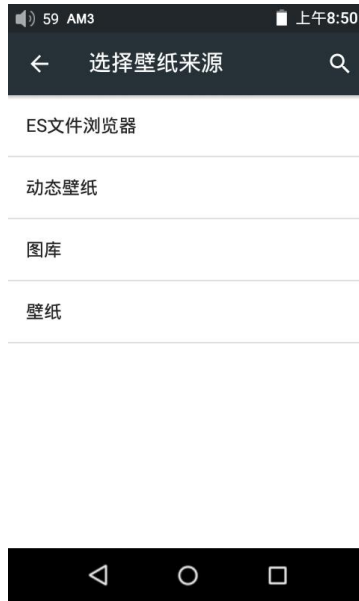 59 AM3 上午8:50
选择壁纸来源
ES文件浏览器
动态壁纸
图库
壁纸